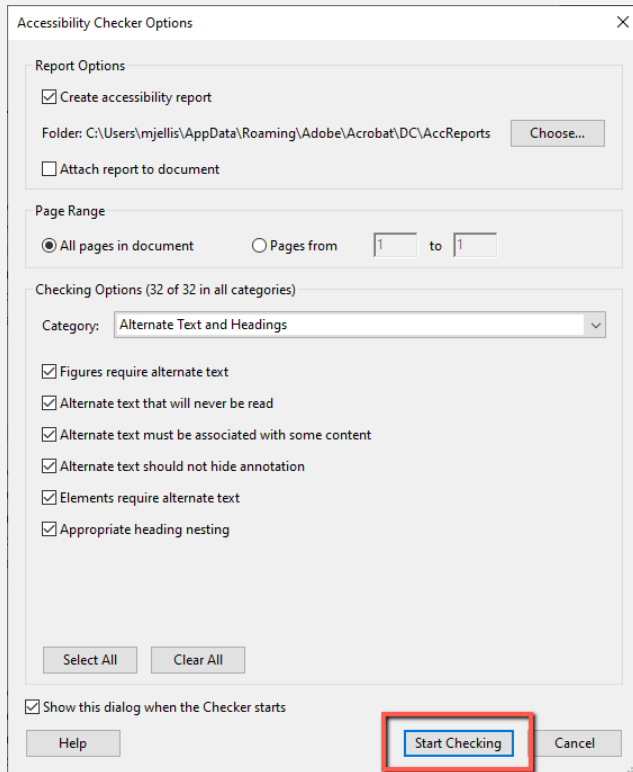 Accessibility Checker Options
Report Options
Create accessibility report
Folder: C:\Users\mjellis\AppData\Roaming\Adobe\Acrobat\DC\AccReports Choose...
Attach report to document
Page Range
All pages in document Pages from 1 to 1
Checking Options (32 of 32 in all categories)
Category: Alternate Text and Headings
Figures require alternate text
Alternate text that will never be read
Alternate text must be associated with some content
Alternate text should not hide annotation
Elements require alternate text
Appropriate heading nesting
Select All Clear All
Show this dialog when the Checker starts
Help Start Checking Cancel